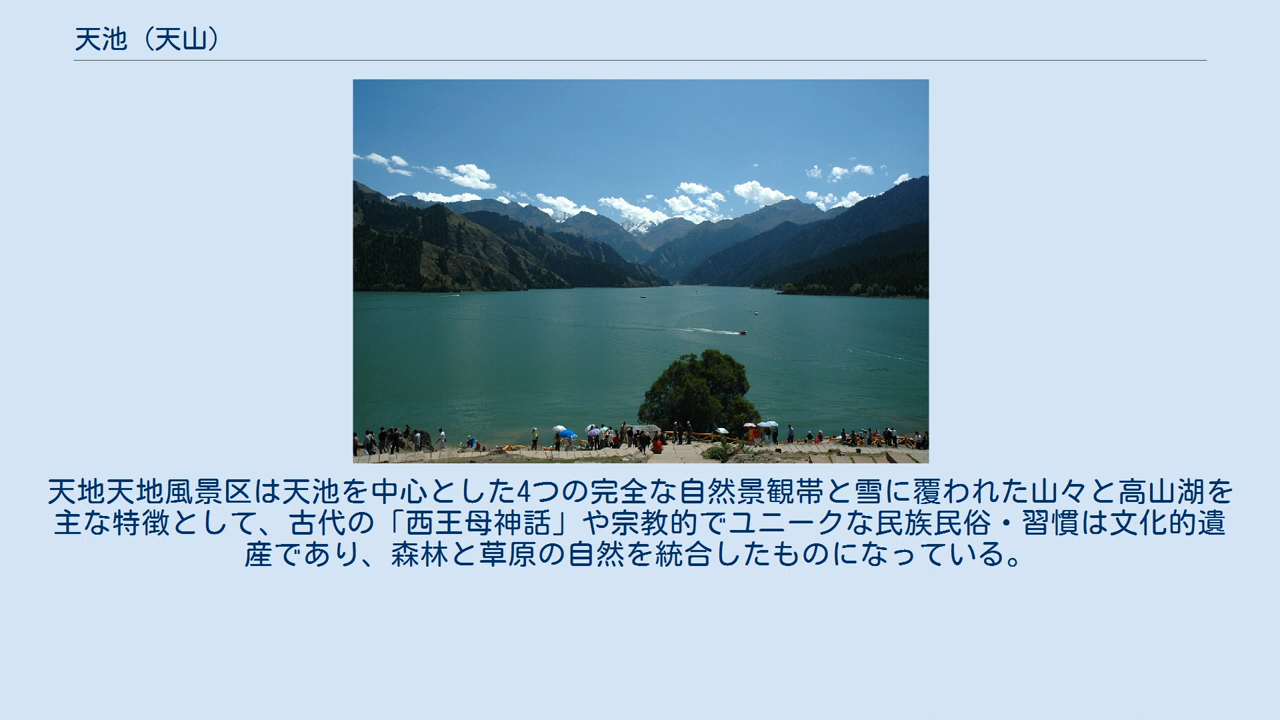 天池（天山）
天地天地風景区は天池を中心とした4つの完全な自然景観帯と雪に覆われた山々と高山湖を
主な特徴として、古代の「西王母神話」や宗教的でユニークな民族民俗・習慣は文化的遺
産であり、森林と草原の自然を統合したものになっている。